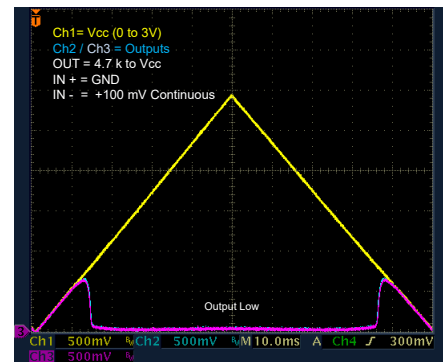 Ch1= Vcc (0 to 3V)
Ch2 / Ch3 = Outputs
OUT = 4.7 k to Vcc
IN + = GND
IN - = +100 mV Continuous
Output Low
3
Ch1 500mV Ch2 500mV M 10.0ms A Ch4 300mV
Ch3 500mV